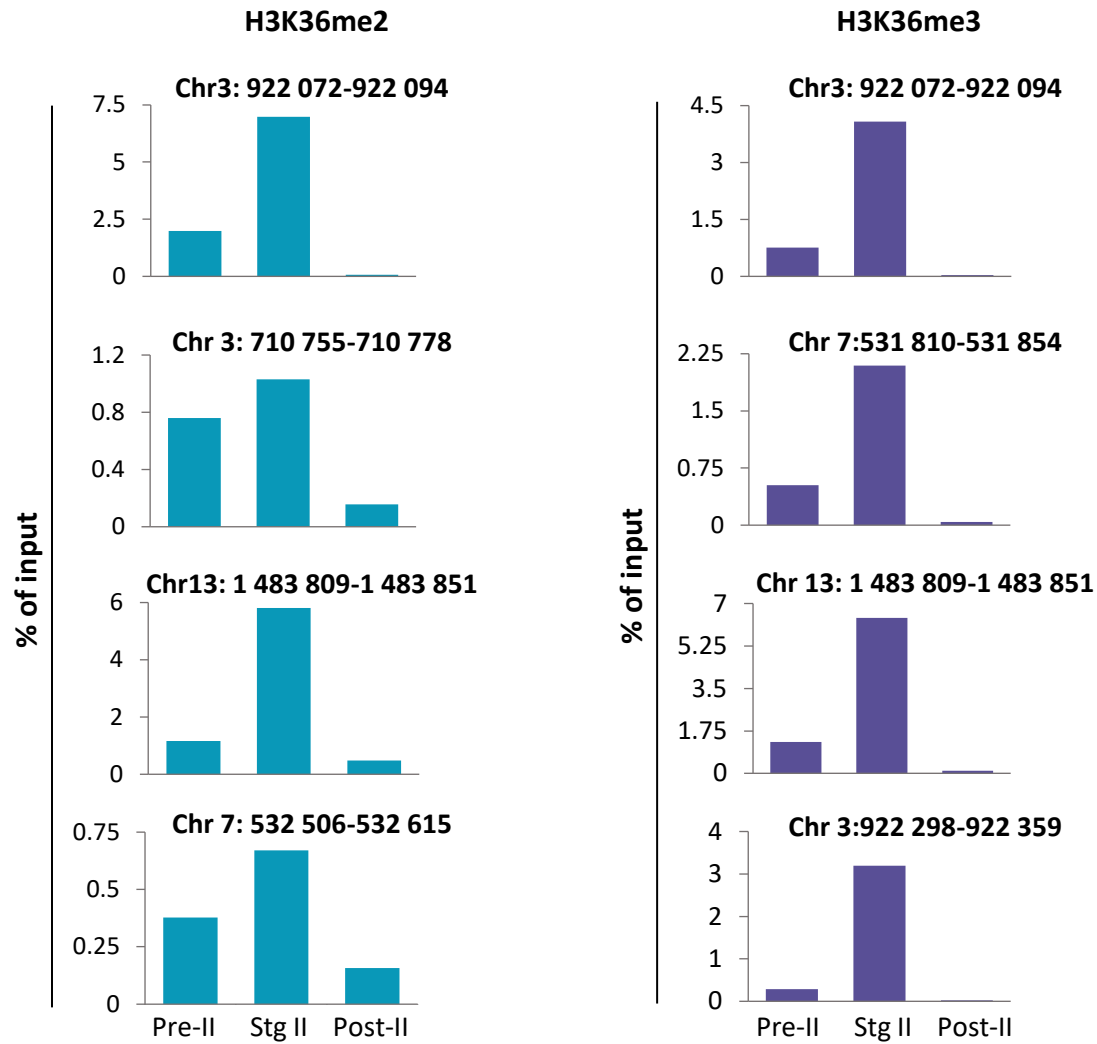 H3K36me2
% of input
Chr3: 922 072-922 094
7.5
5
2.5
0
Chr 3: 710 755-710 778
1.2
0.8
0.4
0
Chr13: 1 483 809-1 483 851
6
4
2
0
Chr 7: 532 506-532 615
0.75
0.5
0.25
0
Pre-II Stg II Post-II
H3K36me3
% of input
Chr3: 922 072-922 094
4.5
3
1.5
0
Chr 7:531 810-531 854
2.25
1.5
0.75
0
Chr 13: 1 483 809-1 483 851
7
5.25
3.5
1.75
0
Chr 3:922 298-922 359
4
3
2
1
0
Pre-II Stg II Post-II